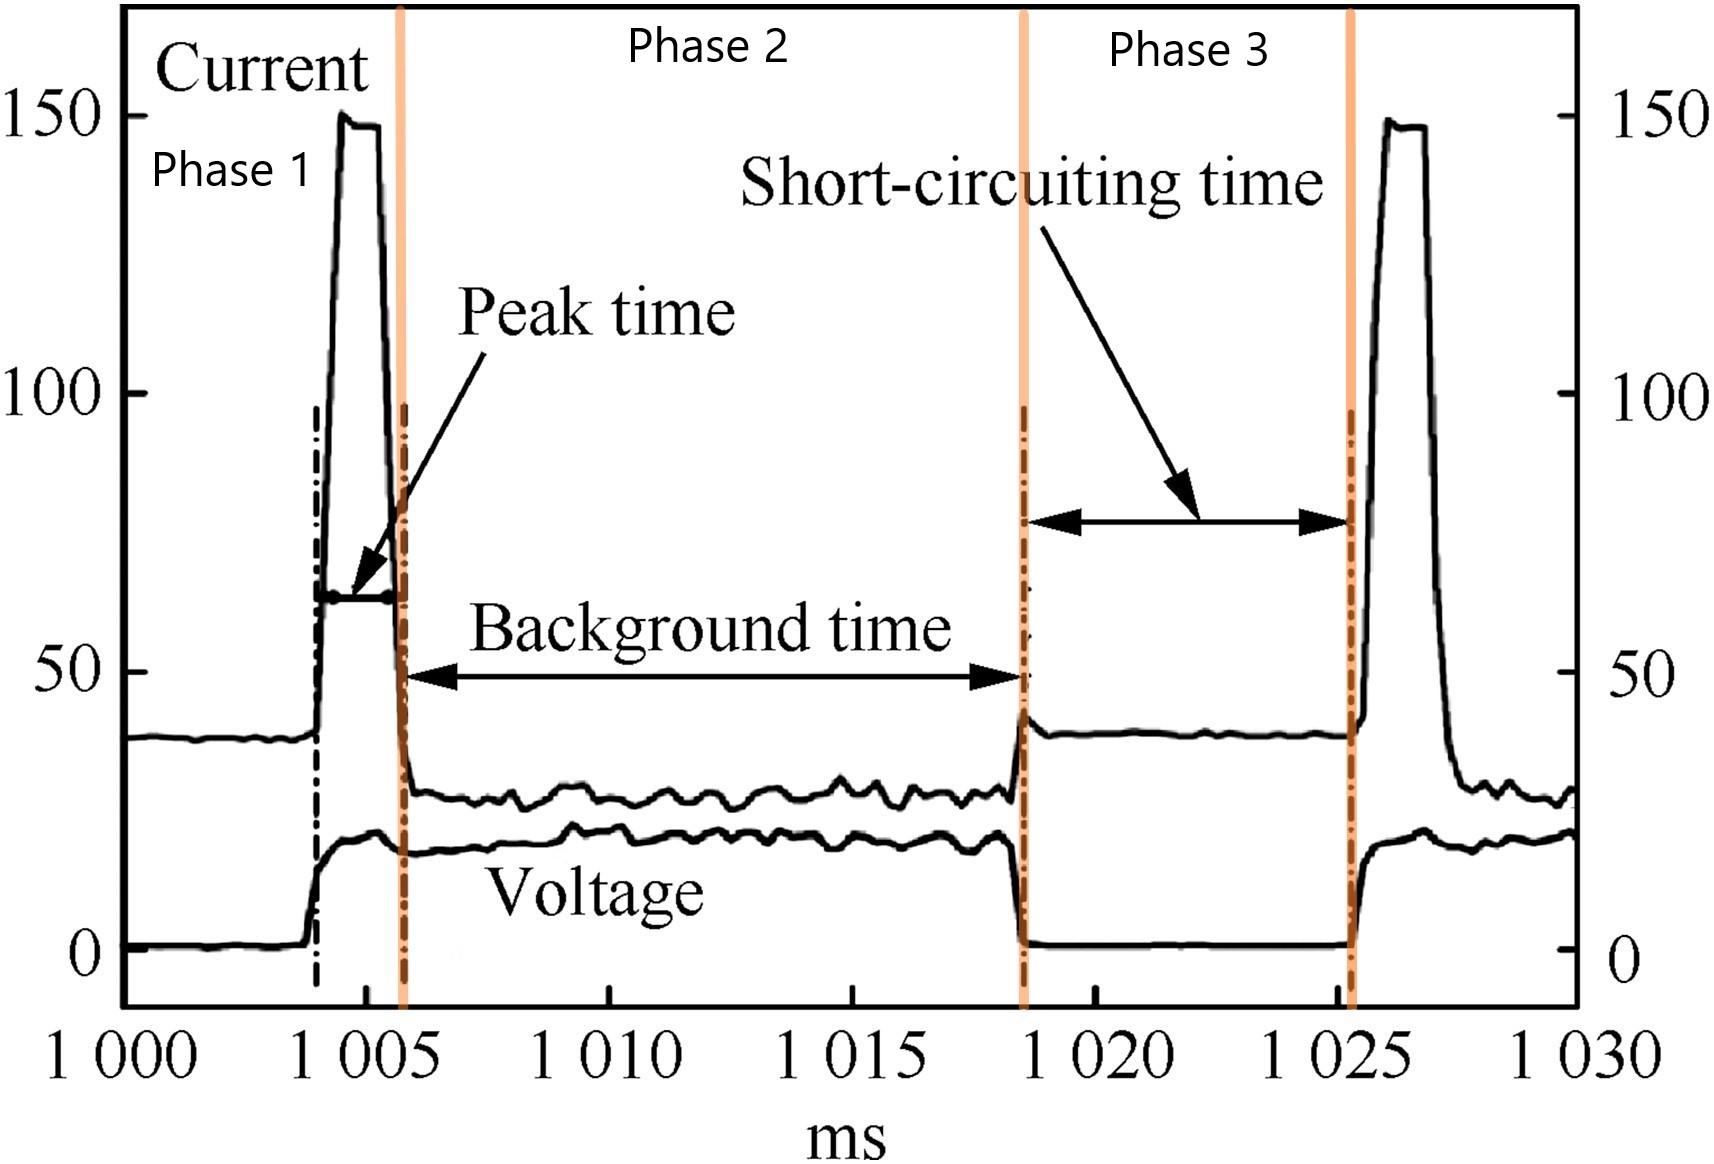 Phase 2
Phase 3
Current
150
150
Phase 1
Short-circuiting time
Peak time
100
100
Background time
50
50
Voltage
0
0
1 000
1 005
1 010
1 015
1 020
1 025
1 030
ms